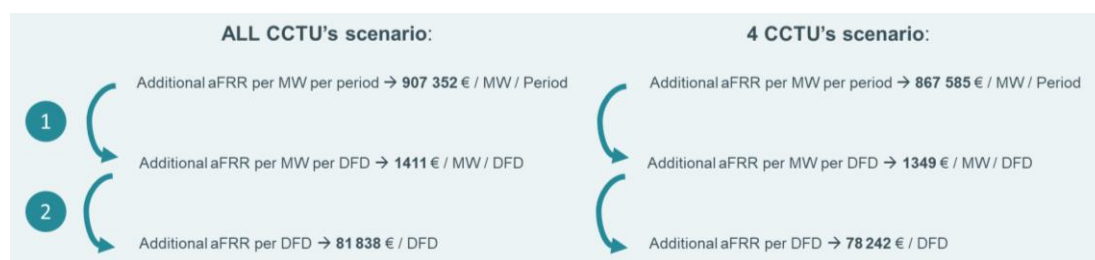 ALL CCTU's scenario:
Additional aFRR per MW per period → 907 352 € / MW / Period
1
Additional aFRR per MW per DFD → 1411 € / MW / DFD
2
Additional aFRR per DFD → 81 838 € / DFD
4 CCTU's scenario:
Additional aFRR per MW per period → 867 585 € / MW / Period
Additional aFRR per MW per DFD → 1349 € / MW / DFD
Additional aFRR per DFD → 78 242 € / DFD